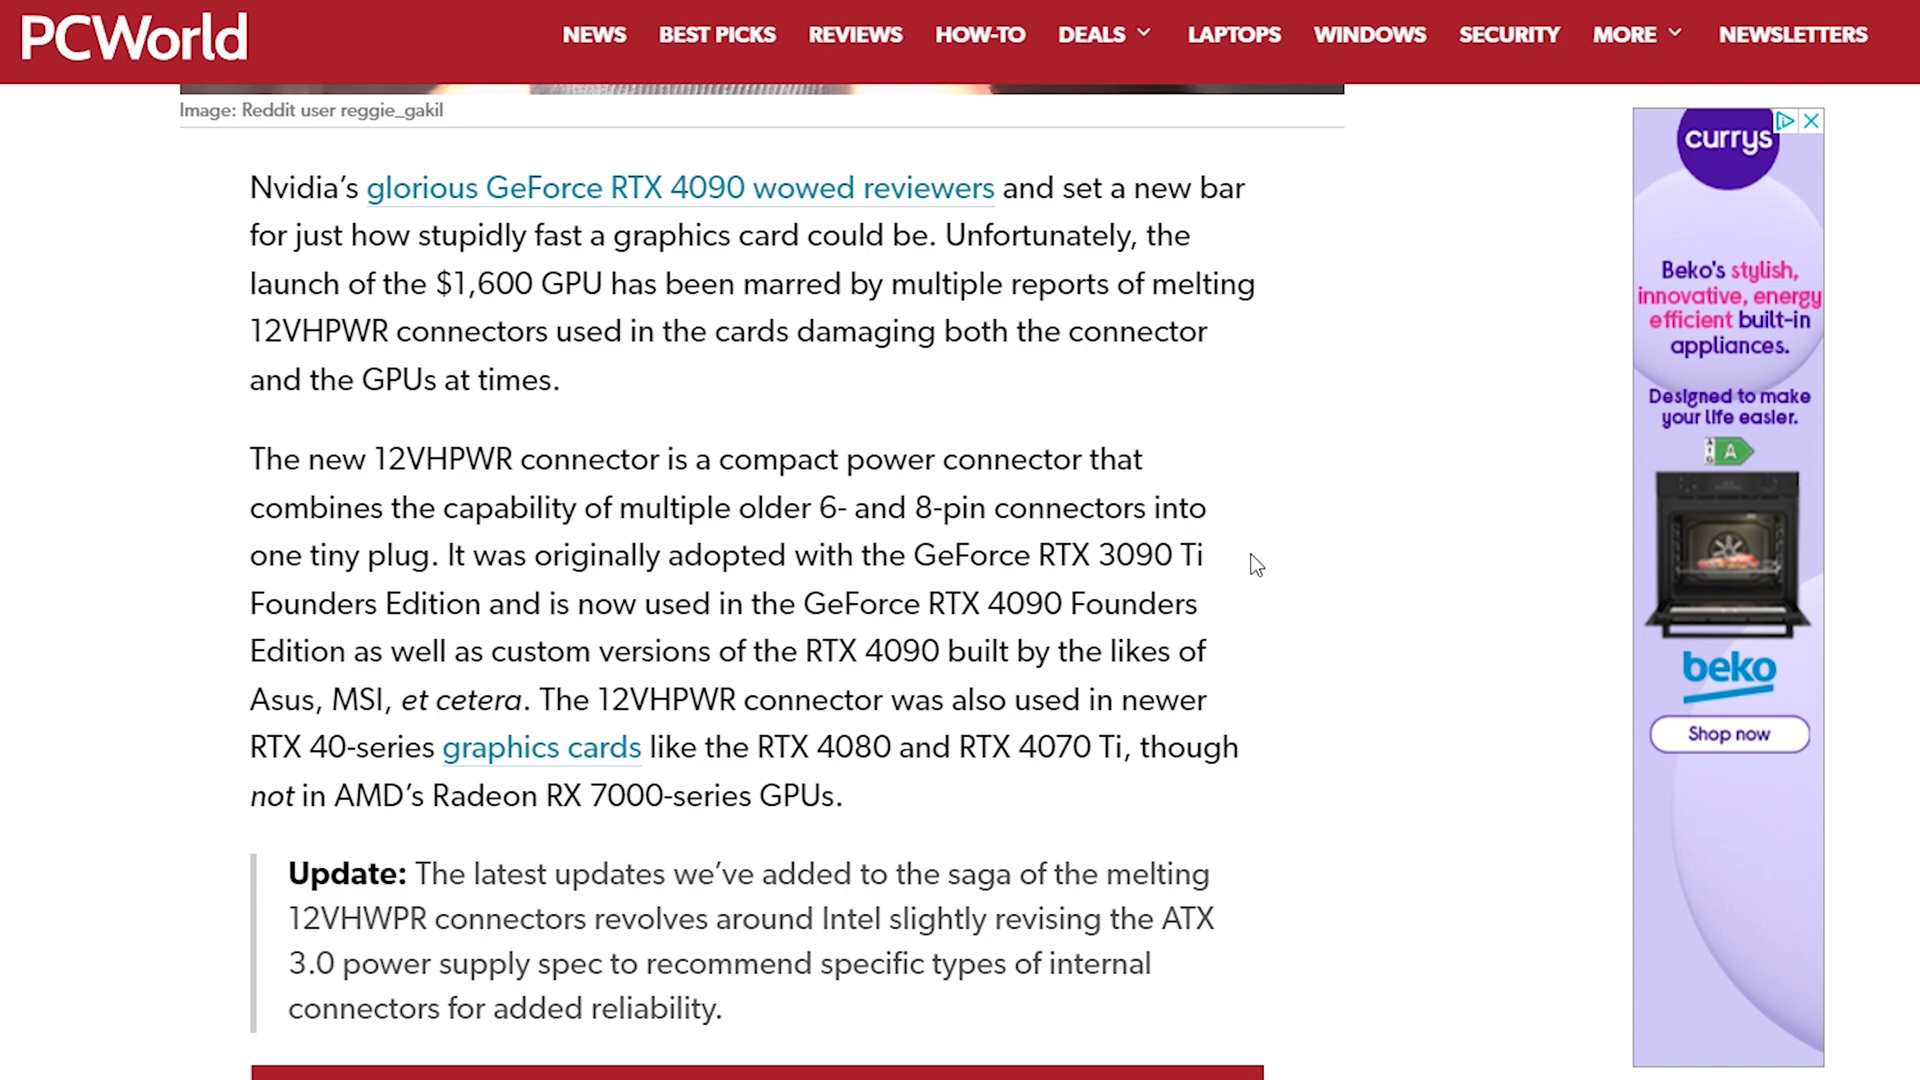 PCWorld
NEWS BEST PICKS REVIEWS HOW-TO DEALS LAPTOPS WINDOWS SECURITY MORE NEWSLETTERS
Image: Reddit user reggie_gakil
Nvidia’s glorious GeForce RTX 4090 wowed reviewers and set a new bar
for just how stupidly fast a graphics card could be. Unfortunately, the
launch of the $1,600 GPU has been marred by multiple reports of melting
12VHPWR connectors used in the cards damaging both the connector
and the GPUs at times.
The new 12VHPWR connector is a compact power connector that
combines the capability of multiple older 6- and 8-pin connectors into
one tiny plug. It was originally adopted with the GeForce RTX 3090 Ti
Founders Edition and is now used in the GeForce RTX 4090 Founders
Edition as well as custom versions of the RTX 4090 built by the likes of
Asus, MSI, et cetera. The 12VHPWR connector was also used in newer
RTX 40-series graphics cards like the RTX 4080 and RTX 4070 Ti, though
not in AMD’s Radeon RX 7000-series GPUs.
Update: The latest updates we’ve added to the saga of the melting
12VHWPR connectors revolves around Intel slightly revising the ATX
3.0 power supply spec to recommend specific types of internal
connectors for added reliability.
currys
Beko's stylish,
innovative, energy
efficient built-in
appliances.
Designed to make
your life easier.
A
beko
Shop now